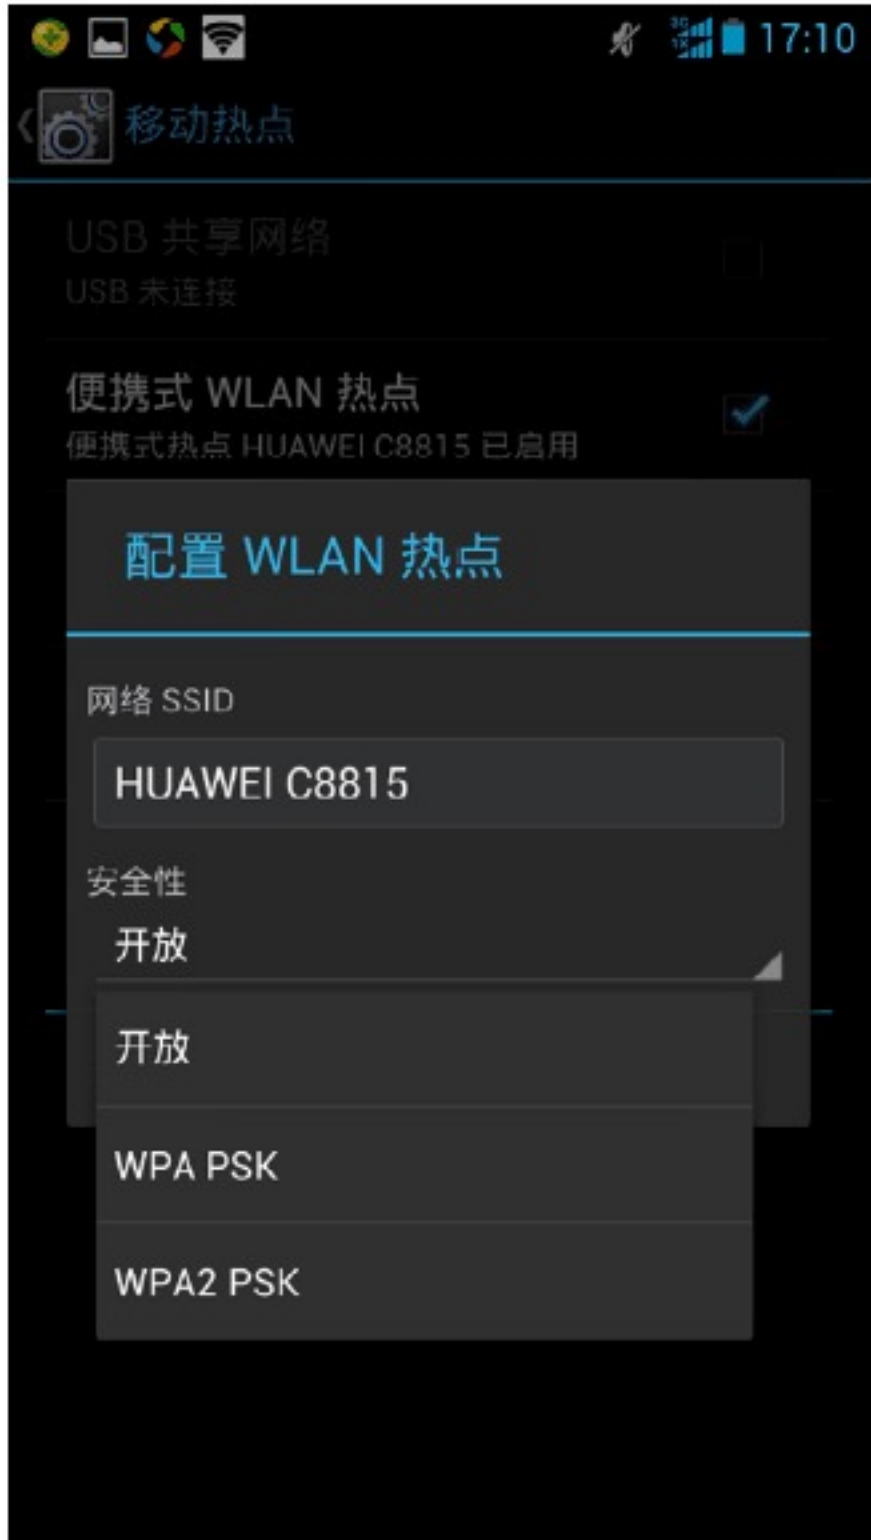 3G
1X
17:10
移动热点
USB 共享网络
USB 未连接
便携式 WLAN 热点
便携式热点 HUAWEI C8815 已启用
配置 WLAN 热点
网络 SSID
HUAWEI C8815
安全性
开放
开放
WPA PSK
WPA2 PSK